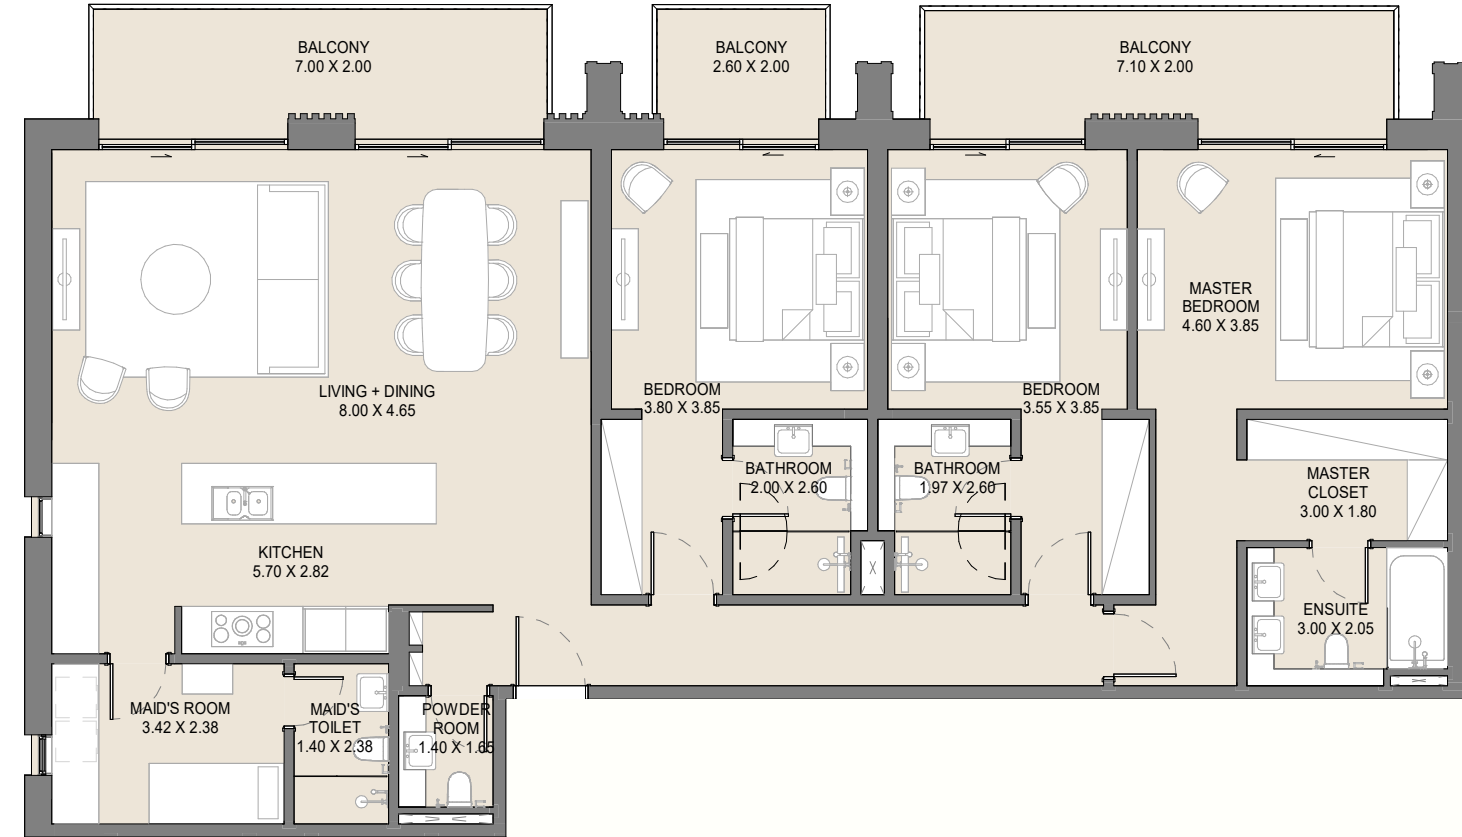 BALCONY
7.00 X 2.00
BALCONY
2.60 X 2.00
BALCONY
7.10 X 2.00
MASTER
BEDROOM
4.60 X 3.85
LIVING + DINING
8.00 X 4.65
BEDROOM
3.80 X 3.85
BEDROOM
3.55 X 3.85
BATHROOM
2.00 X 2.60
BATHROOM
1.97 X 2.60
MASTER
CLOSET
3.00 X 1.80
KITCHEN
5.70 X 2.82
ENSUITE
3.00 X 2.05
MAID'S ROOM
3.42 X 2.38
MAID'S
TOILET
1.40 X 2.38
POWDER
ROOM
1.40 X 1.65